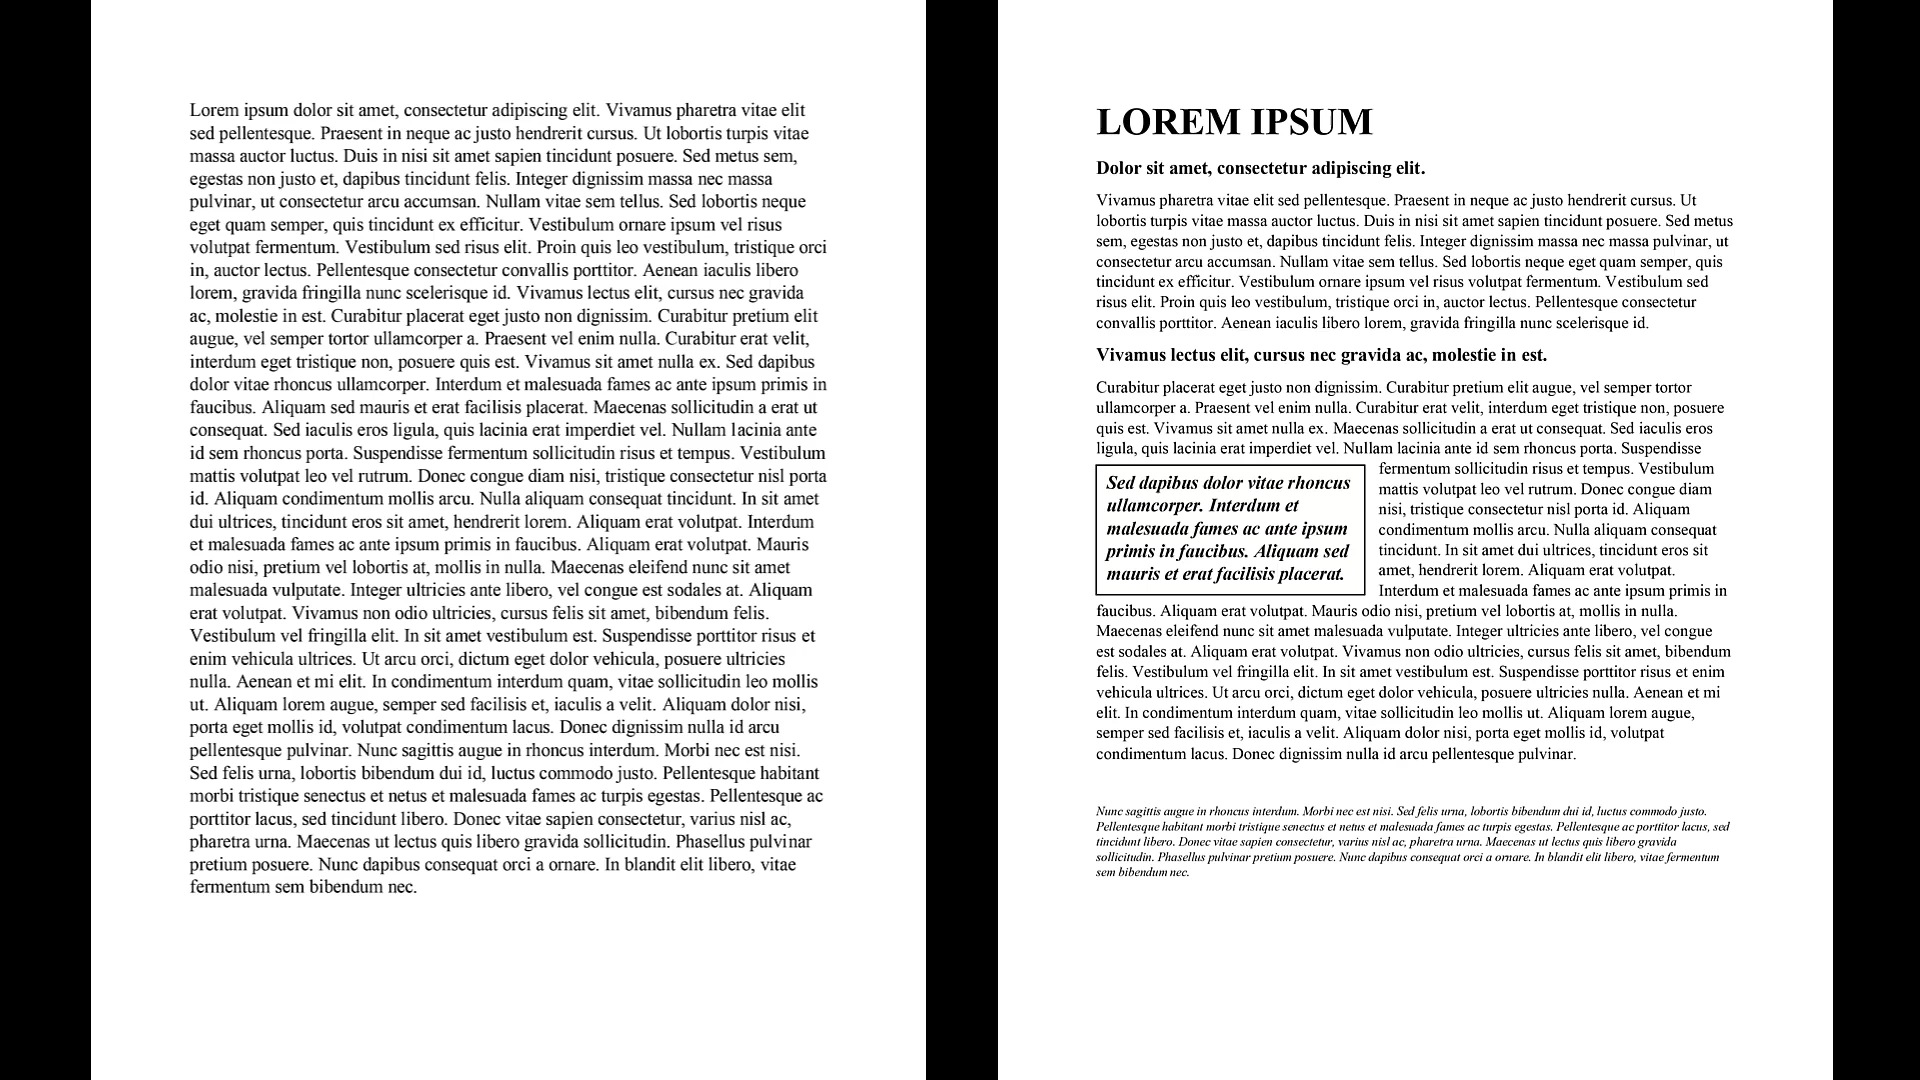 Lorem ipsum dolor sit amet, consectetur adipiscing elit. Vivamus pharetra vitae elit
sed pellentesque. Praesent in neque ac justo hendrerit cursus. Ut lobortis turpis vitae
massa auctor luctus. Duis in nisi sit amet sapien tincidunt posuere. Sed metus sem,
egestas non justo et, dapibus tincidunt felis. Integer dignissim massa nec massa
pulvinar, ut consectetur arcu accumsan. Nullam vitae sem tellus. Sed lobortis neque
eget quam semper, quis tincidunt ex efficitur. Vestibulum ornare ipsum vel risus
volutpat fermentum. Vestibulum sed risus elit. Proin quis leo vestibulum, tristique orci
in, auctor lectus. Pellentesque consectetur convallis porttitor. Aenean iaculis libero
lorem, gravida fringilla nunc scelerisque id. Vivamus lectus elit, cursus nec gravida
ac, molestie in est. Curabitur placerat eget justo non dignissim. Curabitur pretium elit
augue, vel semper tortor ullamcorper a. Praesent vel enim nulla. Curabitur erat velit,
interdum eget tristique non, posuere quis est. Vivamus sit amet nulla ex. Sed dapibus
dolor vitae rhoncus ullamcorper. Interdum et malesuada fames ac ante ipsum primis in
faucibus. Aliquam sed mauris et erat facilisis placerat. Maecenas sollicitudin a erat ut
consequat. Sed iaculis eros ligula, quis lacinia erat imperdiet vel. Nullam lacinia ante
id sem rhoncus porta. Suspendisse fermentum sollicitudin risus et tempus. Vestibulum
mattis volutpat leo vel rutrum. Donec congue diam nisi, tristique consectetur nisl porta
id. Aliquam condimentum mollis arcu. Nulla aliquam consequat tincidunt. In sit amet
dui ultrices, tincidunt eros sit amet, hendrerit lorem. Aliquam erat volutpat. Interdum
et malesuada fames ac ante ipsum primis in faucibus. Aliquam erat volutpat. Mauris
odio nisi, pretium vel lobortis at, mollis in nulla. Maecenas eleifend nunc sit amet
malesuada vulputate. Integer ultricies ante libero, vel congue est sodales at. Aliquam
erat volutpat. Vivamus non odio ultricies, cursus felis sit amet, bibendum felis.
Vestibulum vel fringilla elit. In sit amet vestibulum est. Suspendisse porttitor risus et
enim vehicula ultrices. Ut arcu orci, dictum eget dolor vehicula, posuere ultricies
nulla. Aenean et mi elit. In condimentum interdum quam, vitae sollicitudin leo mollis
ut. Aliquam lorem augue, semper sed facilisis et, iaculis a velit. Aliquam dolor nisi,
porta eget mollis id, volutpat condimentum lacus. Donec dignissim nulla id arcu
pellentesque pulvinar. Nunc sagittis augue in rhoncus interdum. Morbi nec est nisi.
Sed felis urna, lobortis bibendum dui id, luctus commodo justo. Pellentesque habitant
morbi tristique senectus et netus et malesuada fames ac turpis egestas. Pellentesque ac
porttitor lacus, sed tincidunt libero. Donec vitae sapien consectetur, varius nisl ac,
pharetra urna. Maecenas ut lectus quis libero gravida sollicitudin. Phasellus pulvinar
pretium posuere. Nunc dapibus consequat orci a ornare. In blandit elit libero, vitae
fermentum sem bibendum nec.
LOREM IPSUM
Dolor sit amet, consectetur adipiscing elit.
Vivamus pharetra vitae elit sed pellentesque. Praesent in neque ac justo hendrerit cursus. Ut
lobortis turpis vitae massa auctor luctus. Duis in nisi sit amet sapien tincidunt posuere. Sed metus
sem, egestas non justo et, dapibus tincidunt felis. Integer dignissim massa nec massa pulvinar, ut
consectetur arcu accumsan. Nullam vitae sem tellus. Sed lobortis neque eget quam semper, quis
tincidunt ex efficitur. Vestibulum ornare ipsum vel risus volutpat fermentum. Vestibulum sed
risus elit. Proin quis leo vestibulum, tristique orci in, auctor lectus. Pellentesque consectetur
convallis porttitor. Aenean iaculis libero lorem, gravida fringilla nunc scelerisque id.
Vivamus lectus elit, cursus nec gravida ac, molestie in est.
Curabitur placerat eget justo non dignissim. Curabitur pretium elit augue, vel semper tortor
ullamcorper a. Praesent vel enim nulla. Curabitur erat velit, interdum eget tristique non, posuere
quis est. Vivamus sit amet nulla ex. Maecenas sollicitudin a erat ut consequat. Sed iaculis eros
ligula, quis lacinia erat imperdiet vel. Nullam lacinia ante id sem rhoncus porta. Suspendisse
Sed dapibus dolor vitae rhoncus
ullamcorper. Interdum et
malesuada fames ac ante ipsum
primis in faucibus. Aliquam sed
mauris et erat facilisis placerat.
fermentum sollicitudin risus et tempus. Vestibulum
mattis volutpat leo vel rutrum. Donec congue diam
nisi, tristique consectetur nisl porta id. Aliquam
condimentum mollis arcu. Nulla aliquam consequat
tincidunt. In sit amet dui ultrices, tincidunt eros sit
amet, hendrerit lorem. Aliquam erat volutpat.
Interdum et malesuada fames ac ante ipsum primis in
faucibus. Aliquam erat volutpat. Mauris odio nisi, pretium vel lobortis at, mollis in nulla.
Maecenas eleifend nunc sit amet malesuada vulputate. Integer ultricies ante libero, vel congue
est sodales at. Aliquam erat volutpat. Vivamus non odio ultricies, cursus felis sit amet, bibendum
felis. Vestibulum vel fringilla elit. In sit amet vestibulum est. Suspendisse porttitor risus et enim
vehicula ultrices. Ut arcu orci, dictum eget dolor vehicula, posuere ultricies nulla. Aenean et mi
elit. In condimentum interdum quam, vitae sollicitudin leo mollis ut. Aliquam lorem augue,
semper sed facilisis et, iaculis a velit. Aliquam dolor nisi, porta eget mollis id, volutpat
condimentum lacus. Donec dignissim nulla id arcu pellentesque pulvinar.
Nunc sagittis augue in rhoncus interdum. Morbi nec est nisi. Sed felis urna, lobortis bibendum dui id, luctus commodo justo.
Pellentesque habitant morbi tristique senectus et netus et malesuada fames ac turpis egestas. Pellentesque ac porttitor lacus, sed
tincidunt libero. Donec vitae sapien consectetur, varius nisl ac, pharetra urna. Maecenas ut lectus quis libero gravida
sollicitudin. Phasellus pulvinar pretium posuere. Nunc dapibus consequat orci a ornare. In blandit elit libero, vitae fermentum
sem bibendum nec.